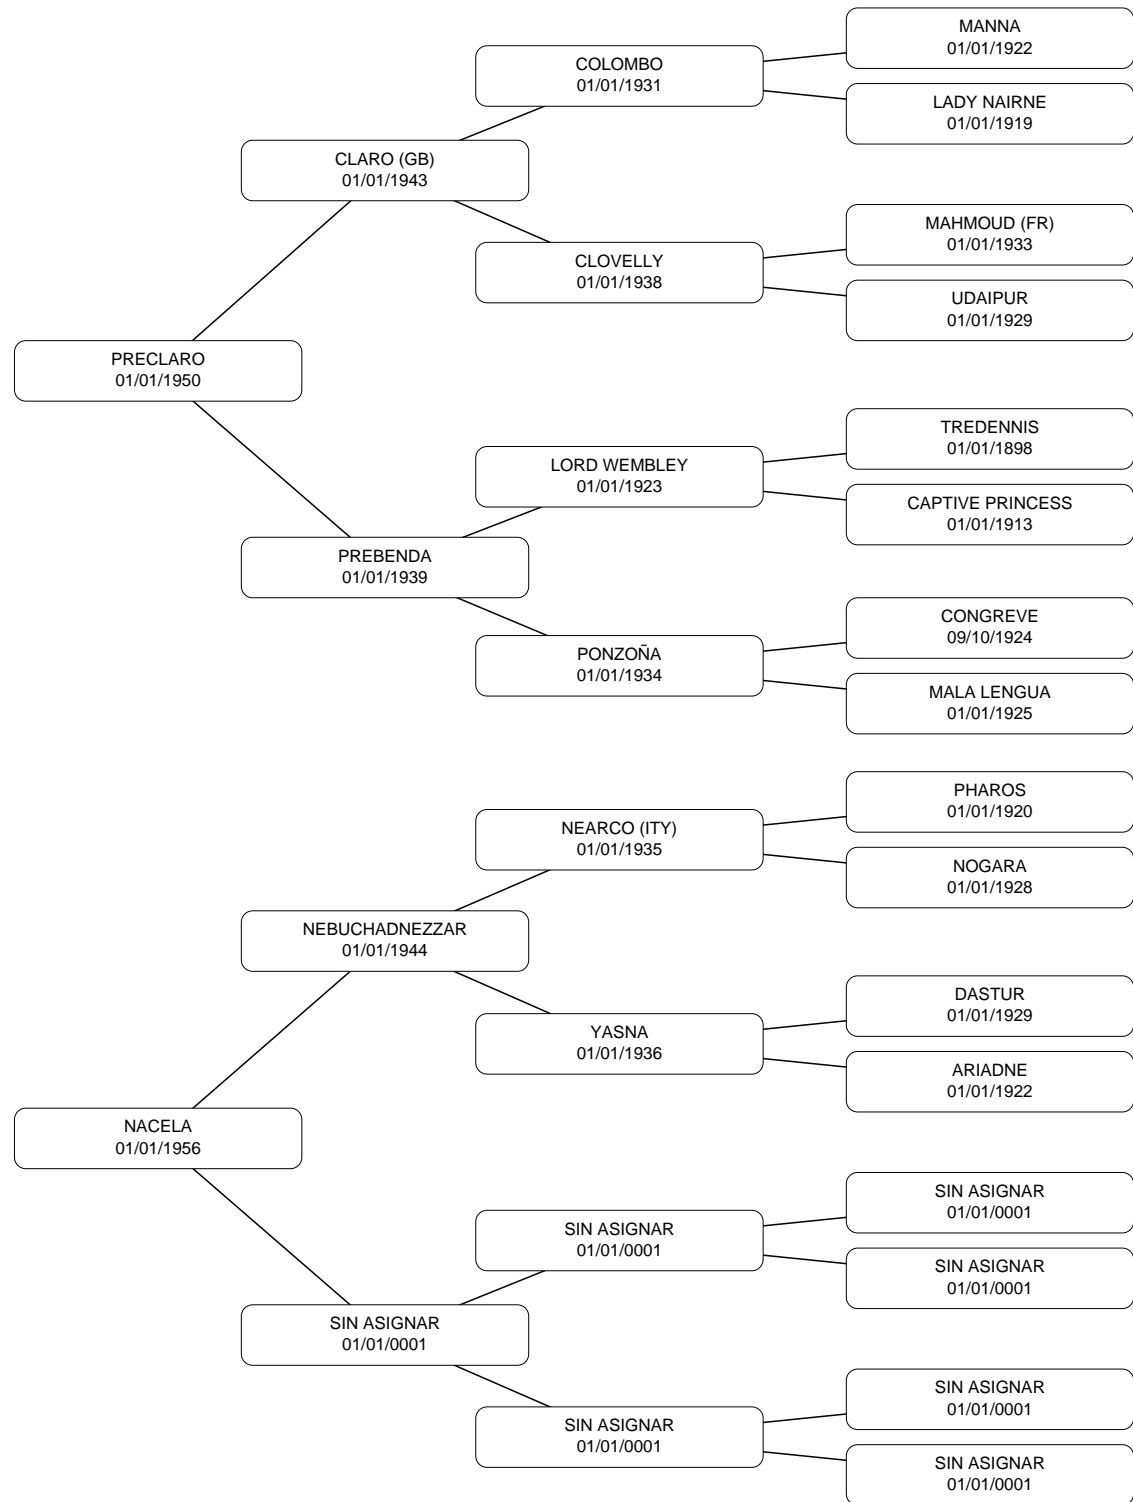 MANNA
01/01/1922
COLOMBO
01/01/1931
LADY NAIRNE
01/01/1919
CLARO (GB)
01/01/1943
MAHMOUD (FR)
01/01/1933
CLOVELLY
01/01/1938
UDAIPUR
01/01/1929
PRECLARO
01/01/1950
TREDENNIS
01/01/1898
LORD WEMBLEY
01/01/1923
CAPTIVE PRINCESS
01/01/1913
PREBENDA
01/01/1939
CONGREVE
09/10/1924
PONZOÑA
01/01/1934
MALA LENGUA
01/01/1925
PHAROS
01/01/1920
NEARCO (ITY)
01/01/1935
NOGARA
01/01/1928
NEBUCHADNEZZAR
01/01/1944
DASTUR
01/01/1929
YASNA
01/01/1936
ARIADNE
01/01/1922
NACELA
01/01/1956
SIN ASIGNAR
01/01/0001
SIN ASIGNAR
01/01/0001
SIN ASIGNAR
01/01/0001
SIN ASIGNAR
01/01/0001
SIN ASIGNAR
01/01/0001
SIN ASIGNAR
01/01/0001
SIN ASIGNAR
01/01/0001